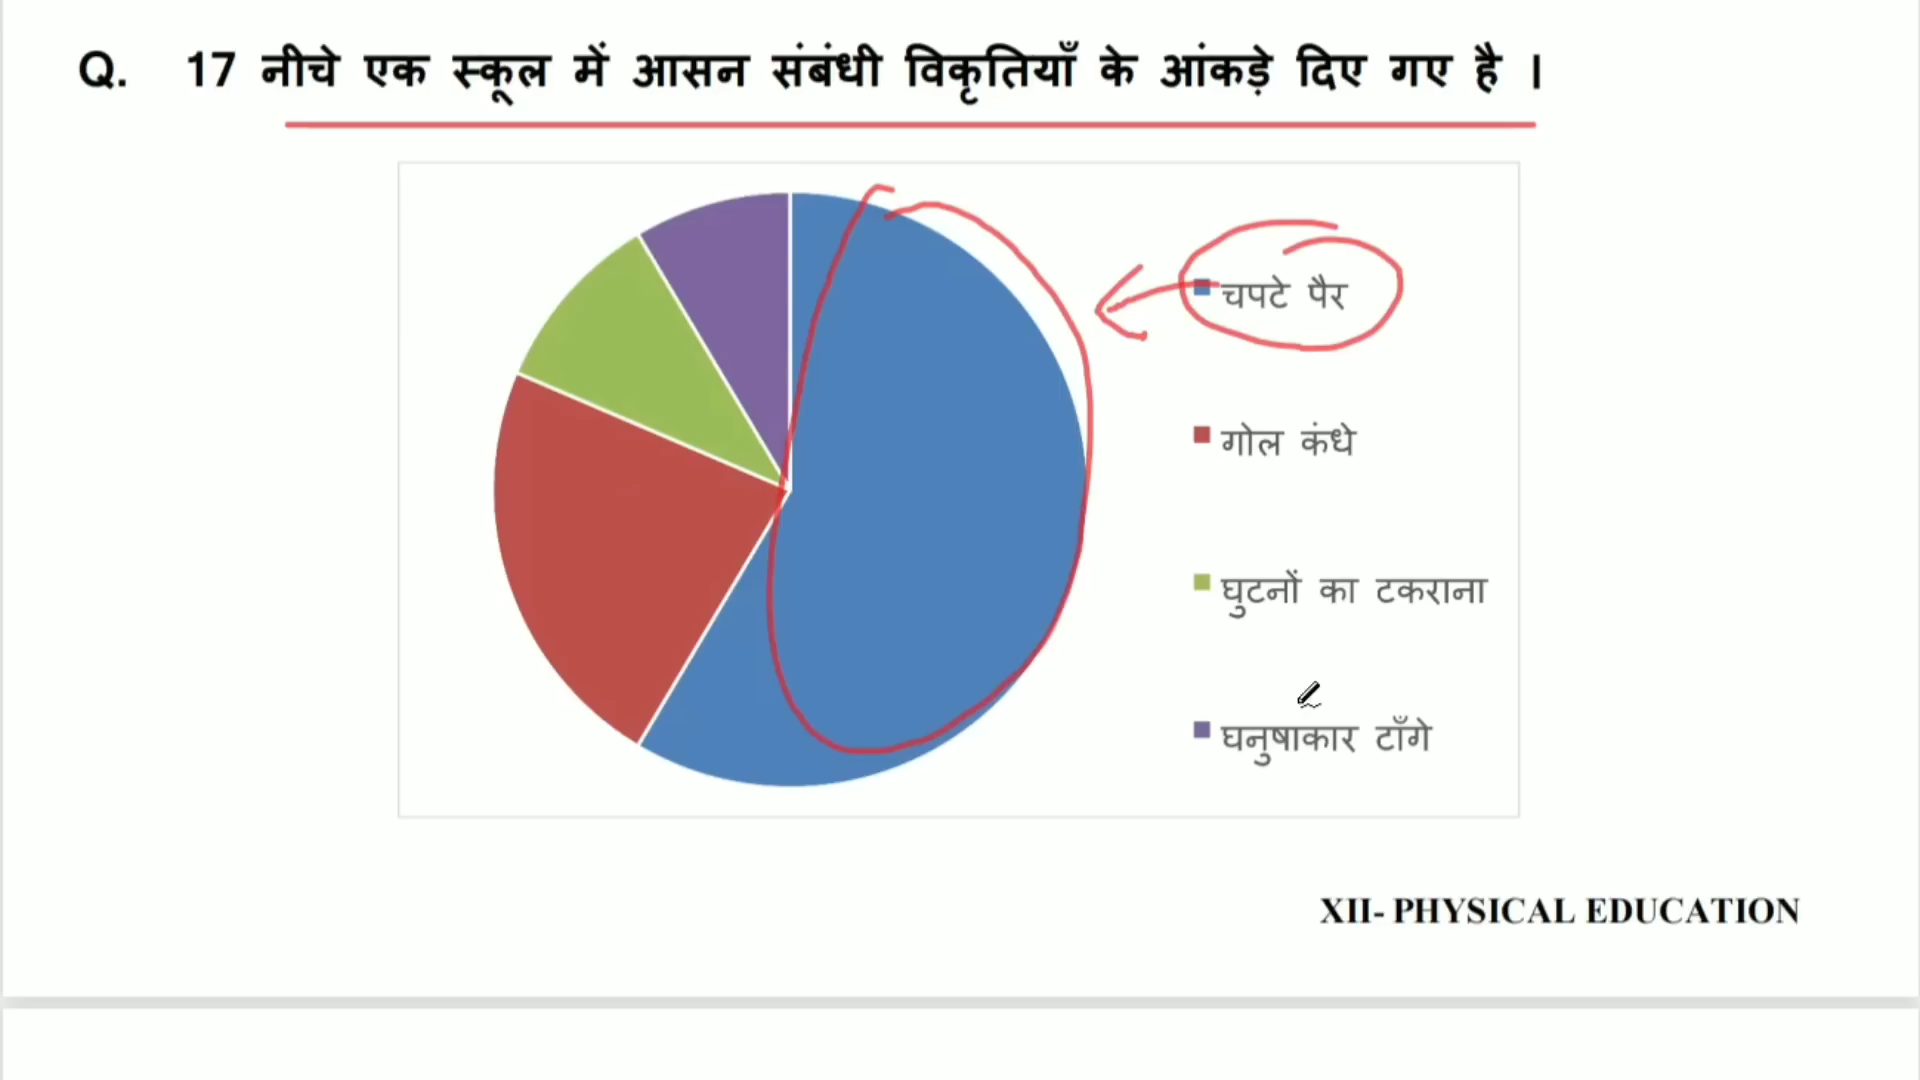 Q. 17 नीचे एक स्कूल में आसन संबंधी विकृतियाँ के आंकड़े दिए गए है ।
चपटे पैर
गोल कंधे
घुटनों का टकराना
घनुषाकार टाँगे
XII- PHYSICAL EDUCATION